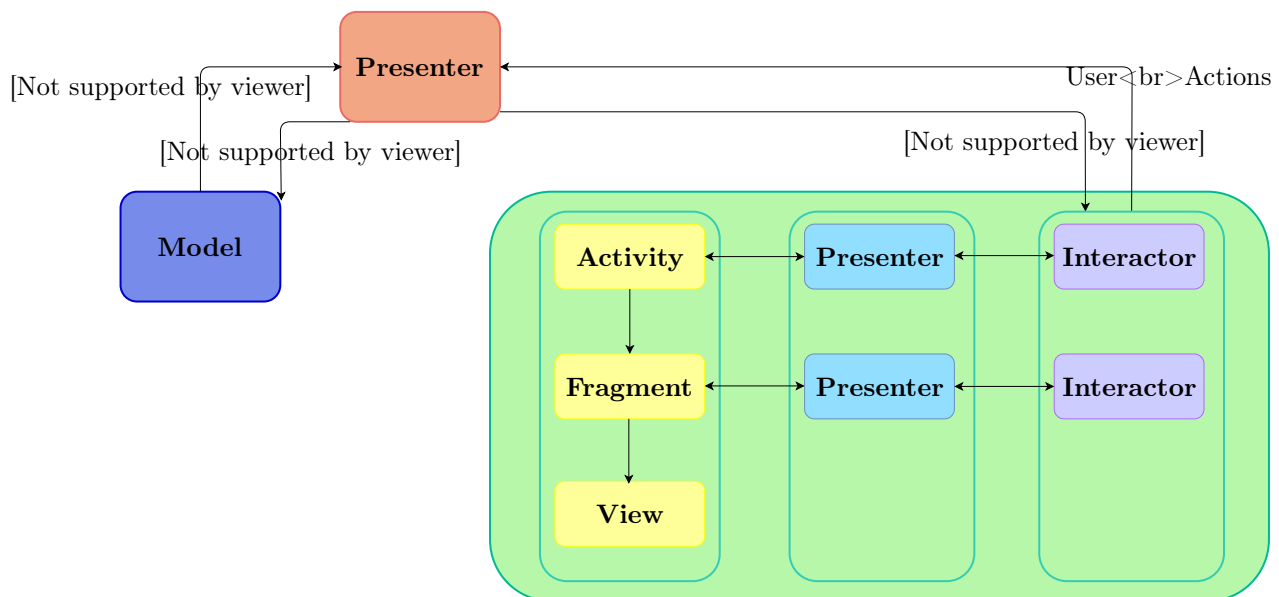 Presenter
[Not supported by viewer]
User<br>Actions
[Not supported by viewer]
[Not supported by viewer]
Model
Activity
Presenter
Interactor
Fragment
Presenter
Interactor
View